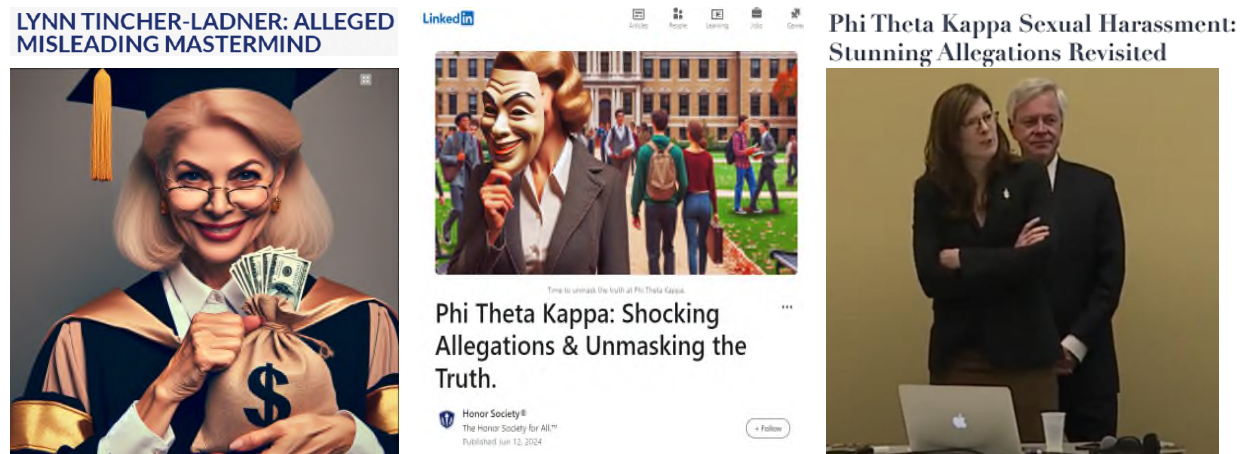 LYNN TINCHER-LADNER: ALLEGED
MISLEADING MASTERMIND
$
Linked in
Articles
People
Learning
Jobs
Games
Time to unmask the truth at Phi Theta Kappa.
Phi Theta Kappa: Shocking
Allegations & Unmasking the
Truth.
Honor Society®
The Honor Society for All.™
Published Jun 12, 2024
+ Follow
Phi Theta Kappa Sexual Harassment:
Stunning Allegations Revisited